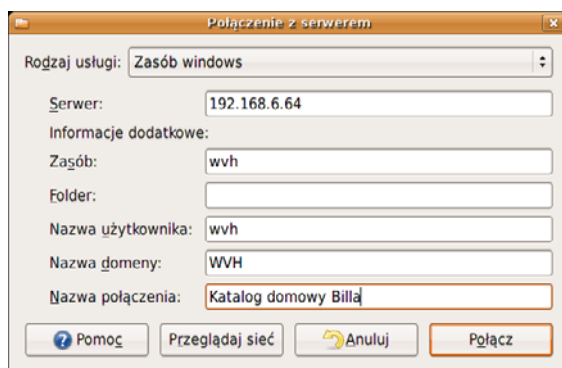 Połączenie z serwerem
Rodzaj usługi: Zasób windows
Serwer: 192.168.6.64
Informacje dodatkowe:
Zasób: wvh
Folder:
Nazwa użytkownika: wvh
Nazwa domeny: WVH
Nazwa połączenia: Katalog domowy Billa
Pomoc Przeglądaj sieć Anuluj Połącz